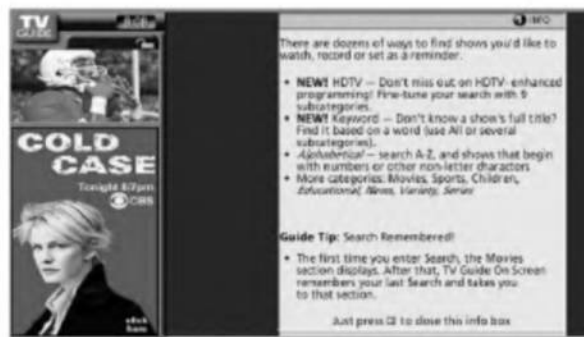 TV
GUIDE
COLD
CASE
Tonight 8/7pm
CBS
click
here
INFO
There are dozens of ways to find shows you'd like to
watch, record or set as a reminder.
• NEW! HDTV — Don't miss out on HDTV- enhanced
programming! Fine-tune your search with 9
subcategories.
• NEW! Keyword — Don't know a show's full title?
Find it based on a word (use All or several
subcategories).
• Alphabetical — search A-Z, and shows that begin
with numbers or other non-letter characters
• More categories: Movies, Sports, Children,
Educational, News, Variety, Series
Guide Tip: Search Remembered!
• The first time you enter Search, the Movies
section displays. After that, TV Guide On Screen
remembers your last Search and takes you
to that section.
Just press to close this info box